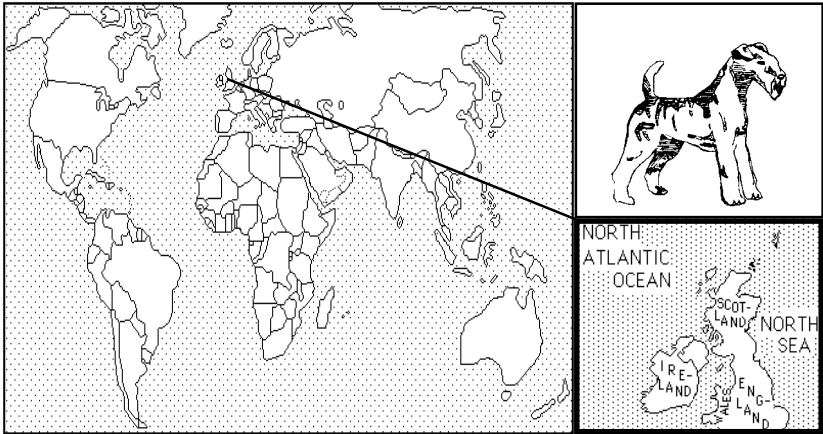 NORTH
ATLANTIC
OCEAN
SCOT-
LAND
NORTH
SEA
IRE-
LAND
WALES
ENG-
LAND